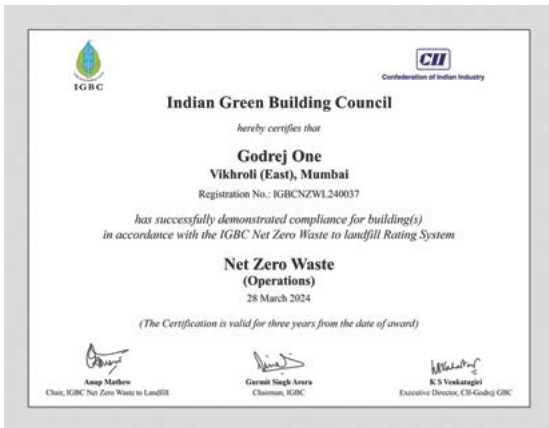 IGBC
CII
Confederation of Indian Industry
Indian Green Building Council
hereby certifies that
Godrej One
Vikhroli (East), Mumbai
Registration No.: IGBCNZWL240037
has successfully demonstrated compliance for building(s)
in accordance with the IGBC Net Zero Waste to landfill Rating System
Net Zero Waste
(Operations)
28 March 2024
(The Certification is valid for three years from the date of award)
Anup Mathew
Chair, IGBC Net Zero Waste to Landfill
Gurmit Singh Arora
Chairman, IGBC
K S Venkatagiri
Executive Director, CII-Godrej GBC